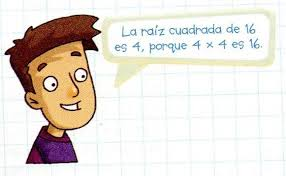 La raíz cuadrada de 16
es 4, porque 4 × 4 es 16.